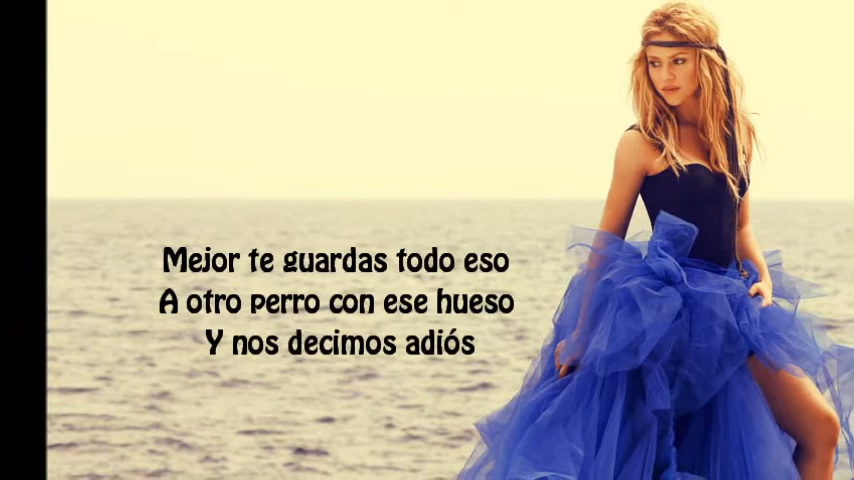 Mejor te guardas todo eso
A otro perro con ese hueso
Y nos decimos adiós